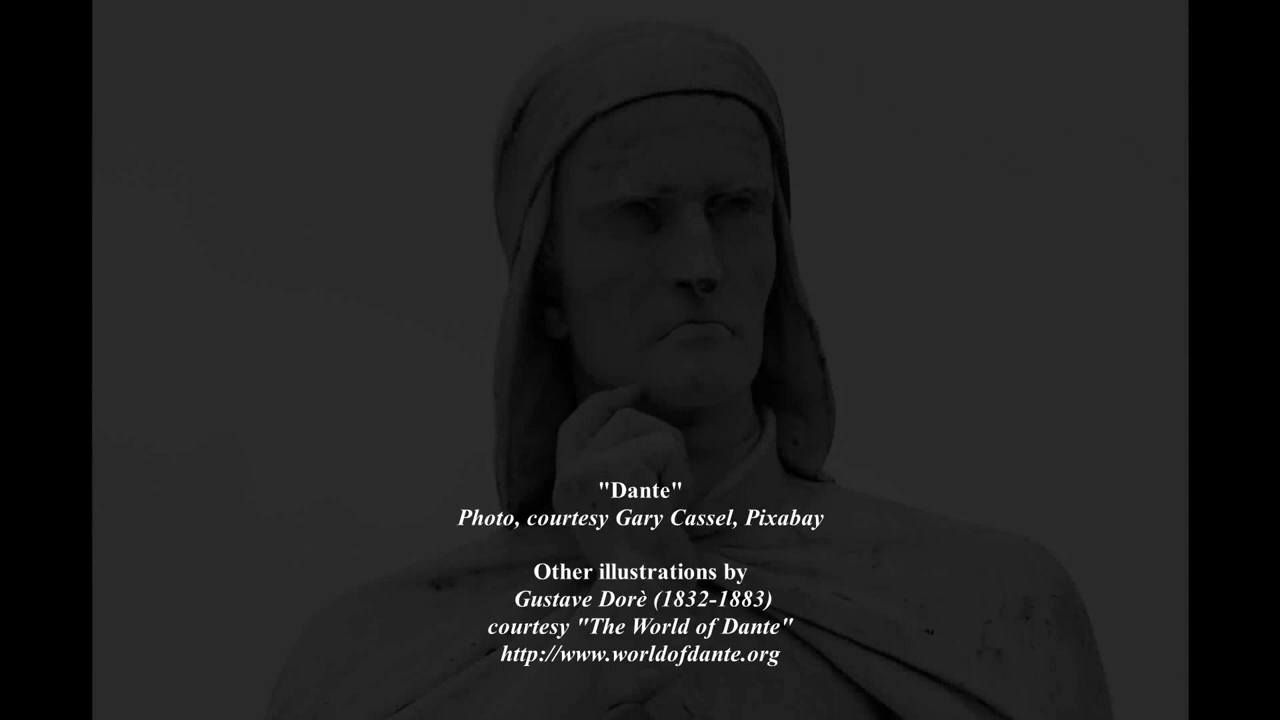 "Dante"
Photo, courtesy Gary Cassel, Pixabay
Other illustrations by
Gustave Dorè (1832-1883)
courtesy "The World of Dante"
http://www.worldofdante.org